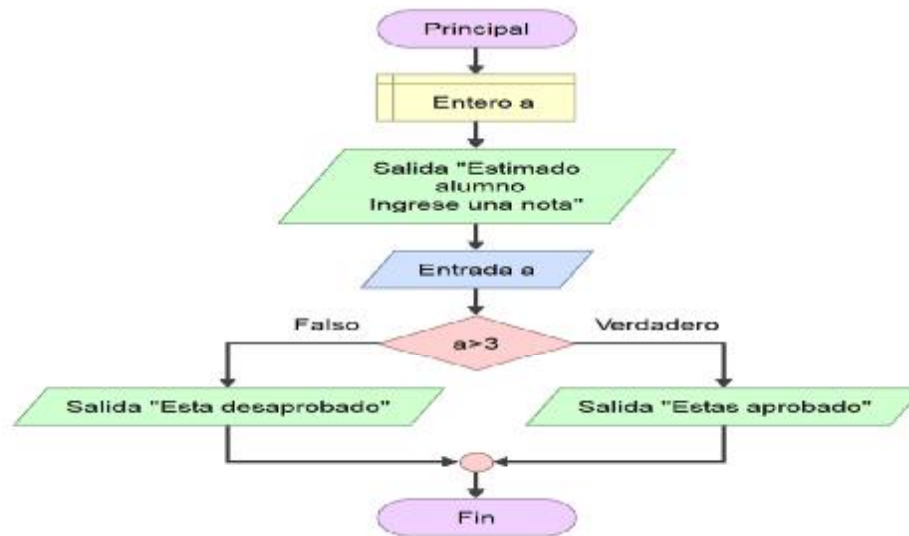 Principal
Entero a
Salida "Estimado
alumno
Ingrese una nota"
Entrada a
Falso
Verdadero
a>3
Salida "Esta desaprobado"
Salida "Estas aprobado"
Fin